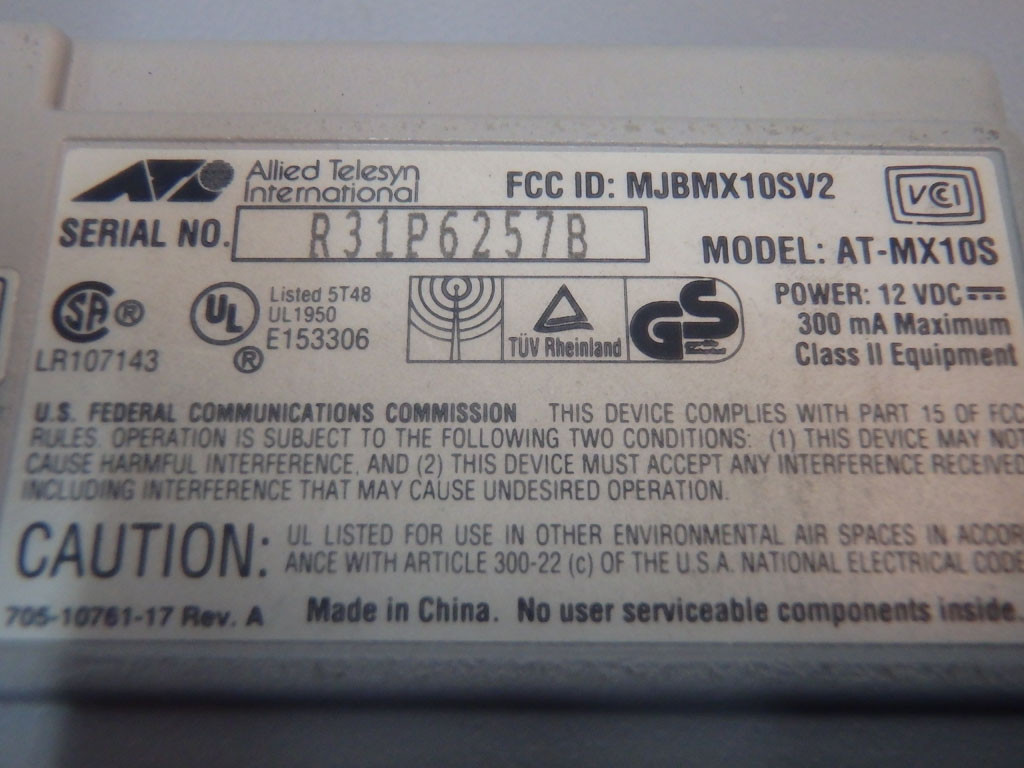 Allied Telesyn
International
FCC ID: MJBMX10SV2
VCI
SERIAL NO. R31P6257B
MODEL: AT-MX10S
SA ®
LR107143
UL ®
Listed 5T48
UL1950
E153306
TÜV Rheinland
GS
POWER: 12 VDC
300 mA Maximum
Class II Equipment
U.S. FEDERAL COMMUNICATIONS COMMISSION THIS DEVICE COMPLIES WITH PART 15 OF FCC
RULES. OPERATION IS SUBJECT TO THE FOLLOWING TWO CONDITIONS: (1) THIS DEVICE MAY NOT
CAUSE HARMFUL INTERFERENCE, AND (2) THIS DEVICE MUST ACCEPT ANY INTERFERENCE RECEIVED
INCLUDING INTERFERENCE THAT MAY CAUSE UNDESIRED OPERATION.
CAUTION: UL LISTED FOR USE IN OTHER ENVIRONMENTAL AIR SPACES IN ACCOR
ANCE WITH ARTICLE 300-22 (c) OF THE U.S.A. NATIONAL ELECTRICAL CODE
705-10761-17 Rev. A Made in China. No user serviceable components inside.